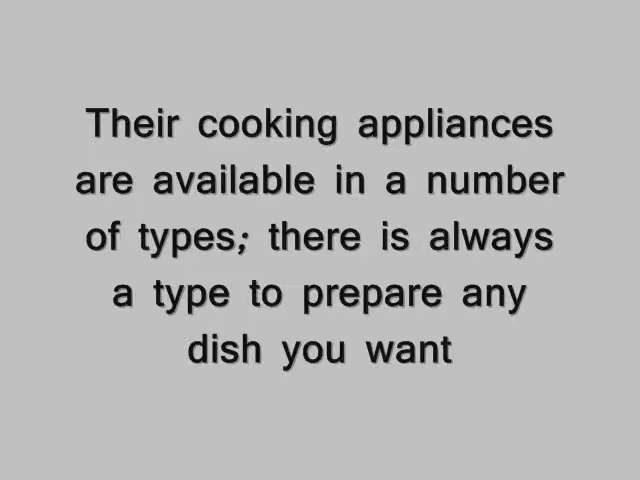 Their cooking appliances
are available in a number
of types; there is always
a type to prepare any
dish you want